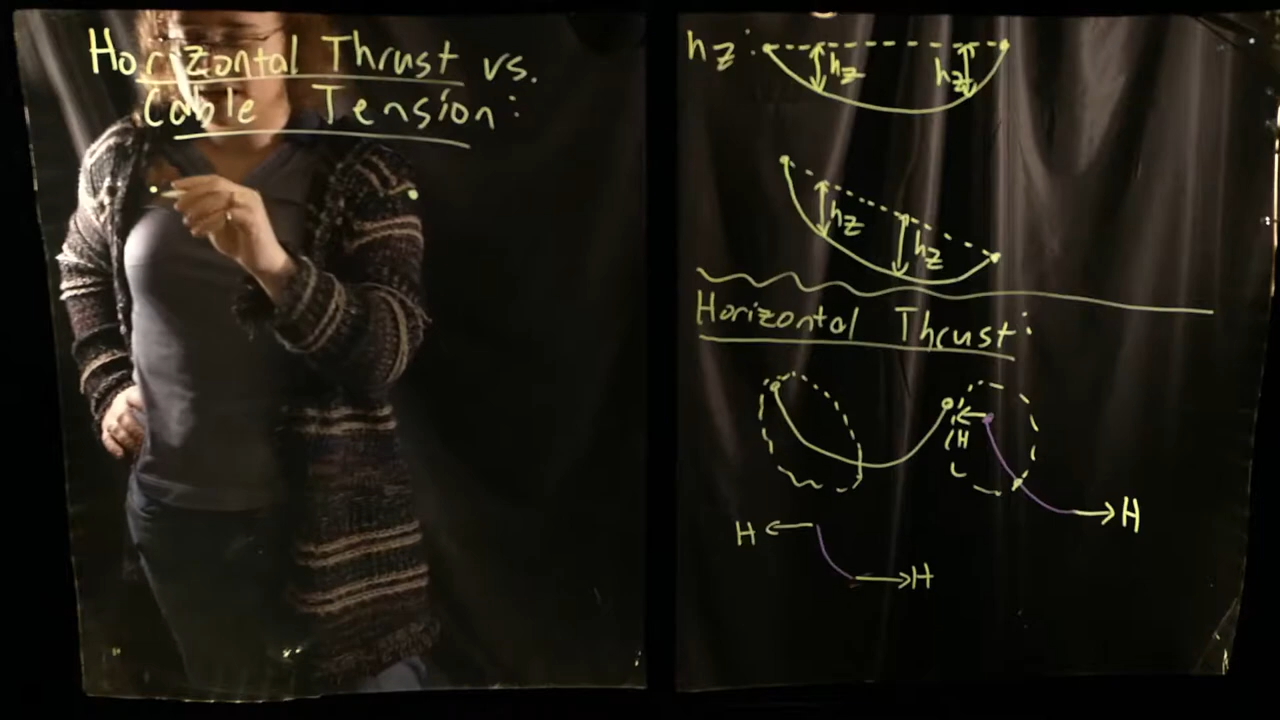 Horizontal Thrust vs.
Cable Tension:
hz:
hz
hz
hz
hz
Horizontal Thrust:
H
H
H
H